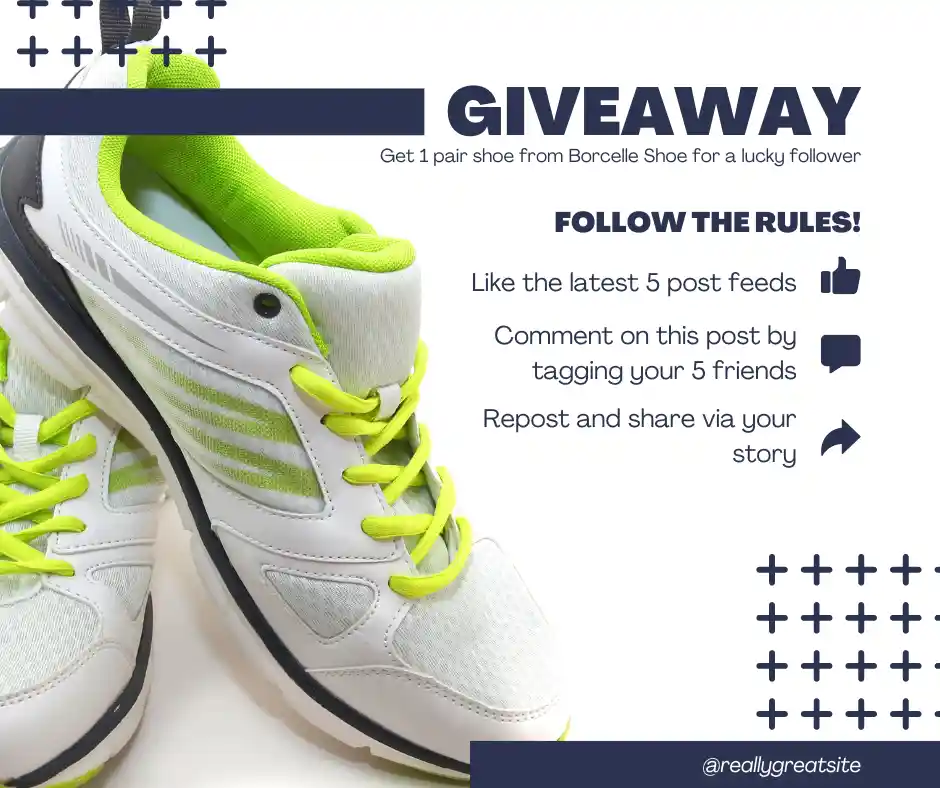 GIVEAWAY
Get 1 pair shoe from Borcelle Shoe for a lucky follower
FOLLOW THE RULES!
Like the latest 5 post feeds
Comment on this post by
tagging your 5 friends
Repost and share via your
story
@reallygreatsite